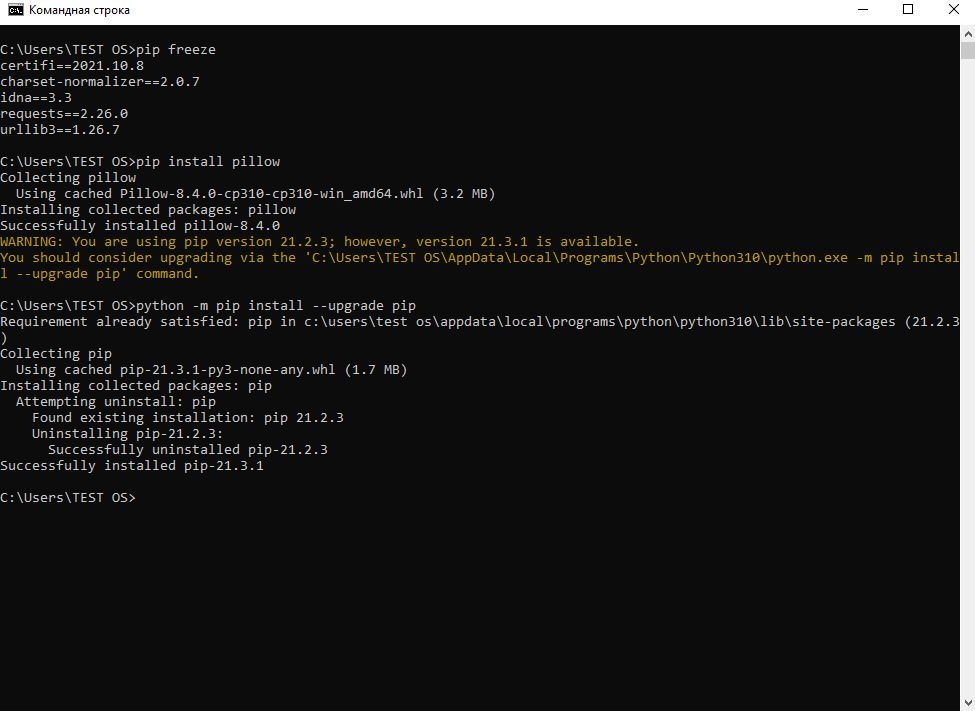 Командная строка
C:\Users\TEST OS>pip freeze
certifi==2021.10.8
charset-normalizer==2.0.7
idna==3.3
requests==2.26.0
urllib3==1.26.7
C:\Users\TEST OS>pip install pillow
Collecting pillow
  Using cached Pillow-8.4.0-cp310-cp310-win_amd64.whl (3.2 MB)
Installing collected packages: pillow
Successfully installed pillow-8.4.0
WARNING: You are using pip version 21.2.3; however, version 21.3.1 is available.
You should consider upgrading via the 'C:\Users\TEST OS\AppData\Local\Programs\Python\Python310\python.exe -m pip instal
l --upgrade pip' command.
C:\Users\TEST OS>python -m pip install --upgrade pip
Requirement already satisfied: pip in c:\users\test os\appdata\local\programs\python\python310\lib\site-packages (21.2.3
)
Collecting pip
  Using cached pip-21.3.1-py3-none-any.whl (1.7 MB)
Installing collected packages: pip
  Attempting uninstall: pip
    Found existing installation: pip 21.2.3
    Uninstalling pip-21.2.3:
      Successfully uninstalled pip-21.2.3
Successfully installed pip-21.3.1
C:\Users\TEST OS>